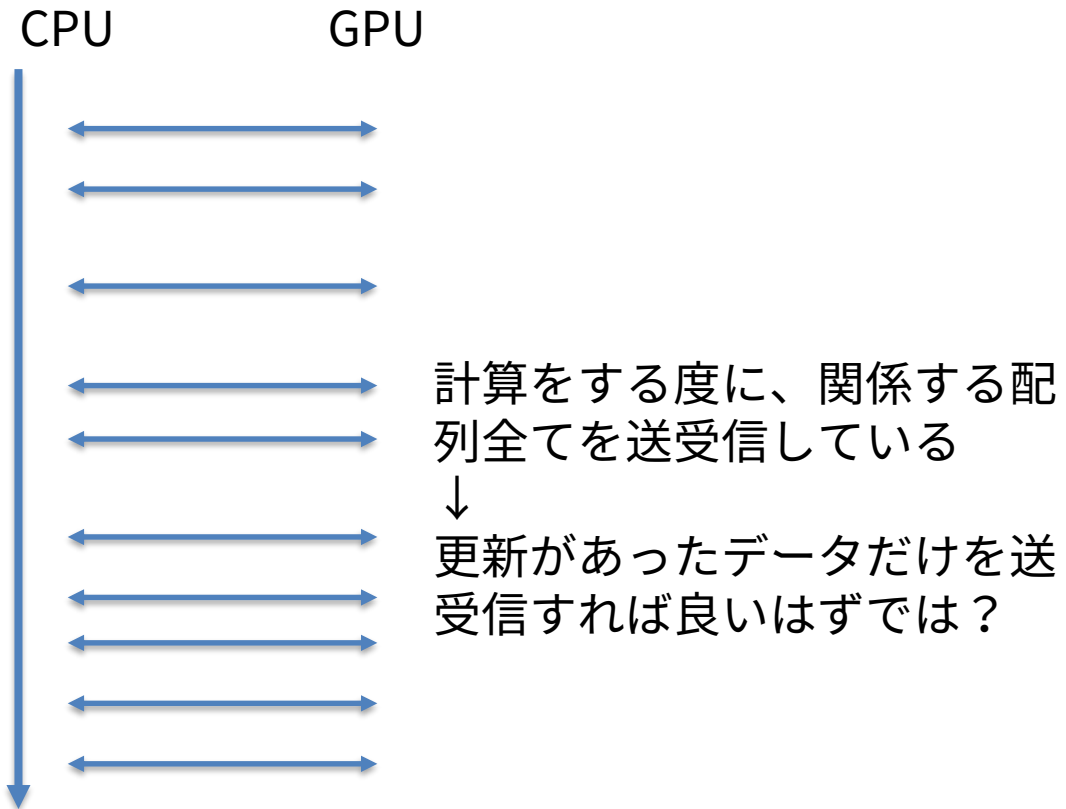 CPU GPU
計算をする度に、関係する配
列全てを送受信している
↓
更新があったデータだけを送
受信すれば良いはずでは？